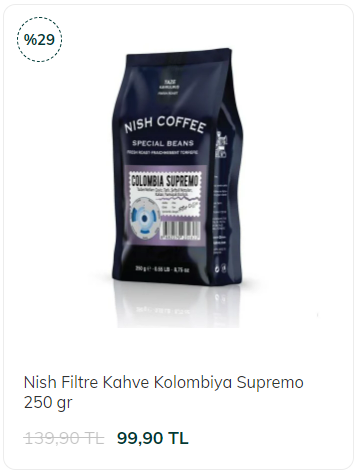 %29
NISH COFFEE
SPECIAL BEANS
COLOMBIA SUPREMO
Nish Filtre Kahve Kolombiya Supremo
250 gr
139,90 TL 99,90 TL